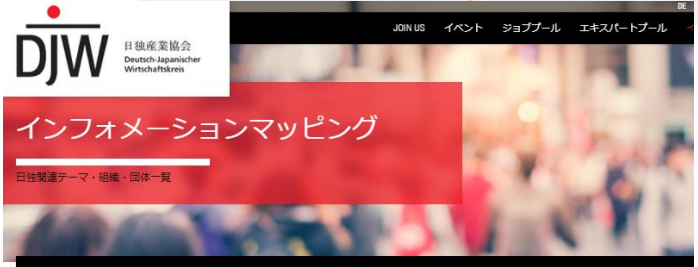 DE
JOIN US イベント ジョブプール エキスパートプール
DJW
日独産業協会
Deutsch-Japanischer
Wirtschaftskreis
インフォメーションマッピング
日独関連テーマ・組織・団体一覧